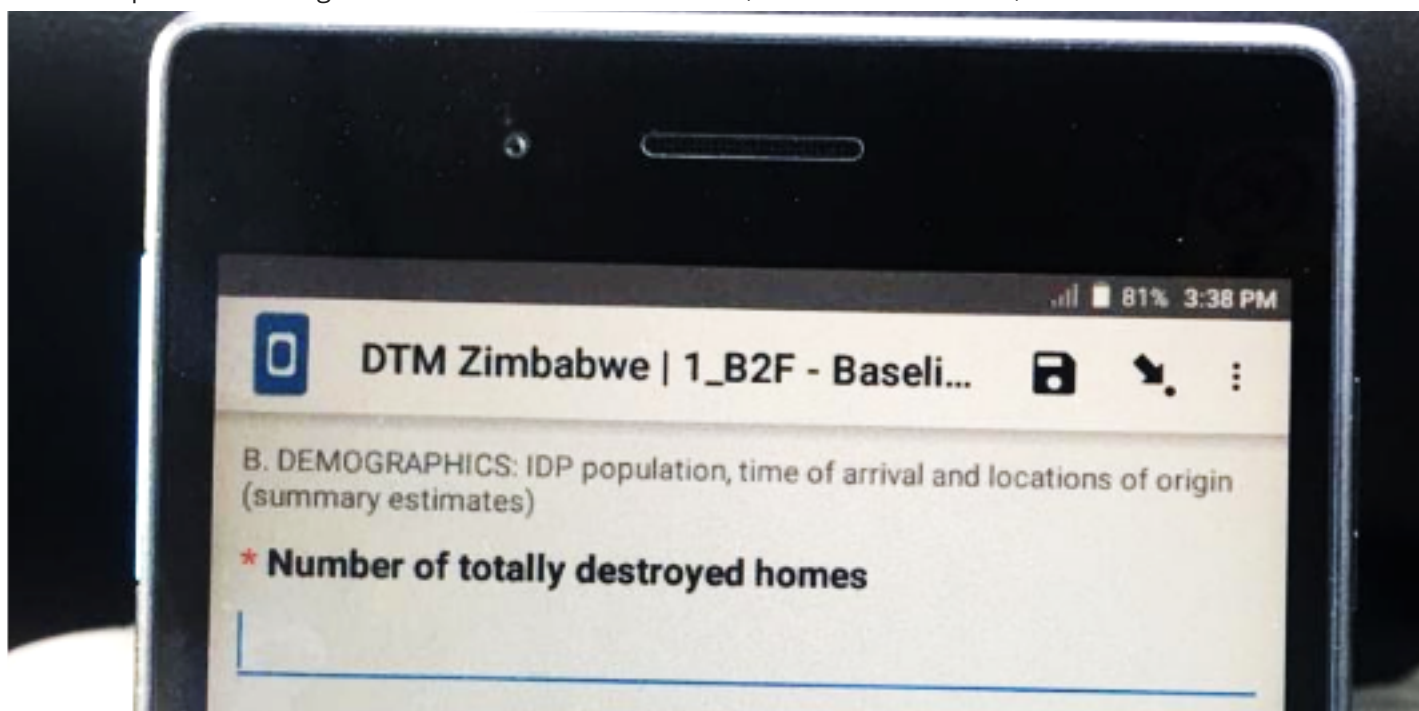 81% 3:38 PM
DTM Zimbabwe | 1_B2F - Baseli...
B. DEMOGRAPHICS: IDP population, time of arrival and locations of origin
(summary estimates)
* Number of totally destroyed homes